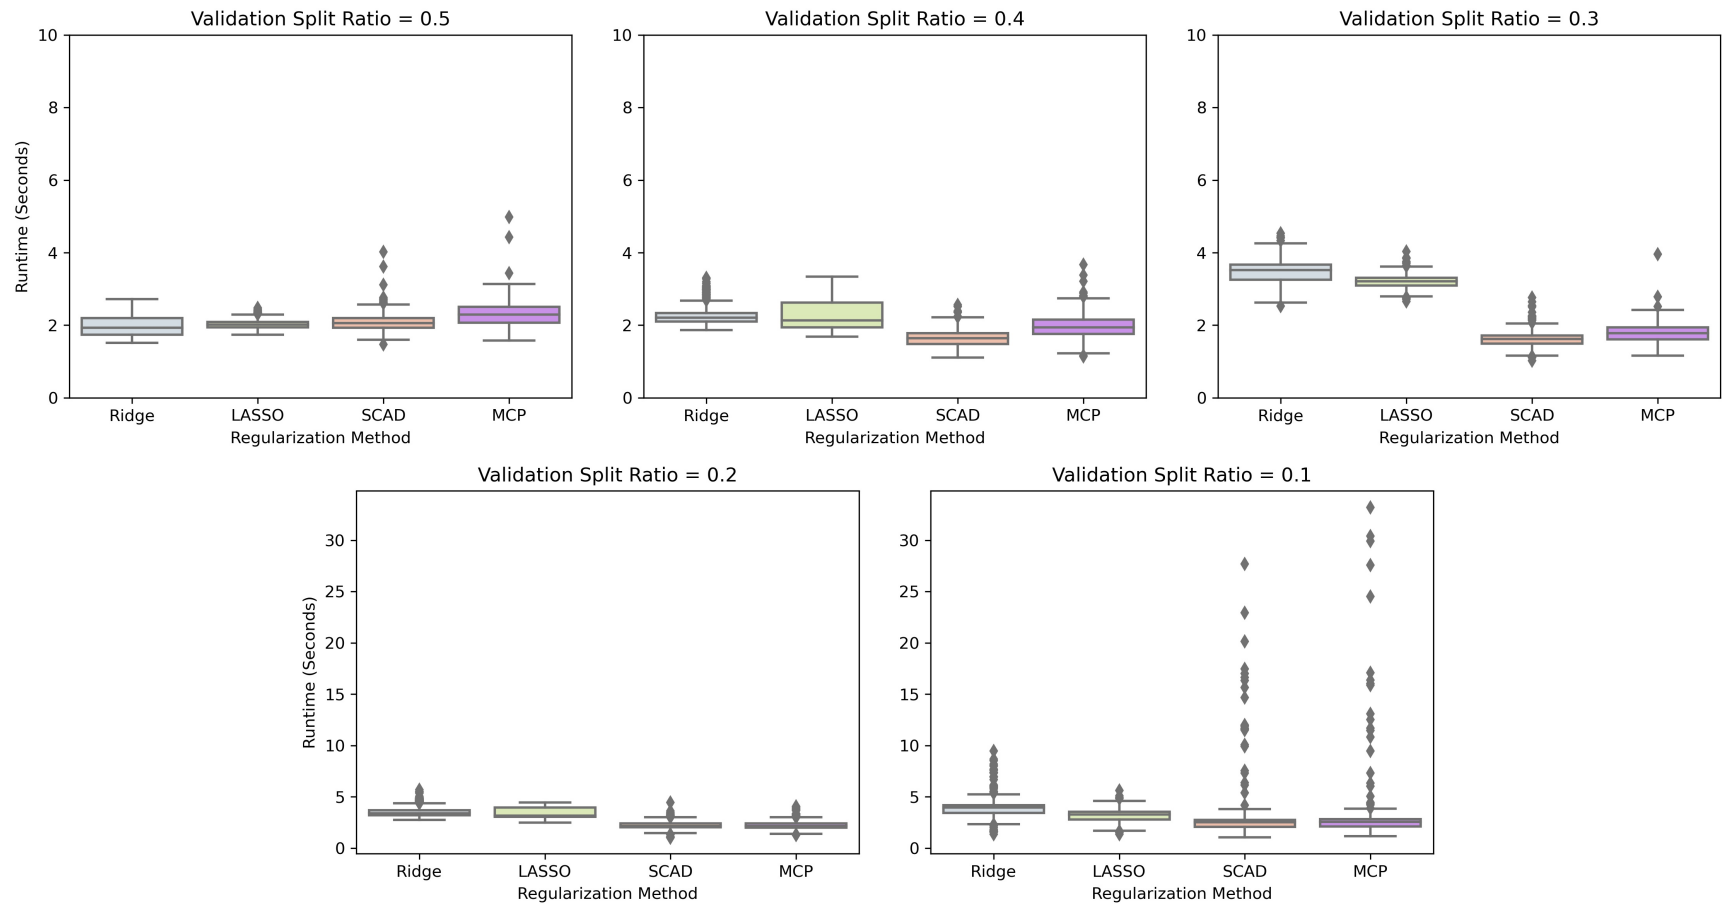 Validation Split Ratio = 0.5
Runtime (Seconds)
10
8
6
4
2
0
Ridge LASSO SCAD MCP
Regularization Method
Validation Split Ratio = 0.4
10
8
6
4
2
0
Ridge LASSO SCAD MCP
Regularization Method
Validation Split Ratio = 0.3
10
8
6
4
2
0
Ridge LASSO SCAD MCP
Regularization Method
Validation Split Ratio = 0.2
Runtime (Seconds)
30
25
20
15
10
5
0
Ridge LASSO SCAD MCP
Regularization Method
Validation Split Ratio = 0.1
30
25
20
15
10
5
0
Ridge LASSO SCAD MCP
Regularization Method